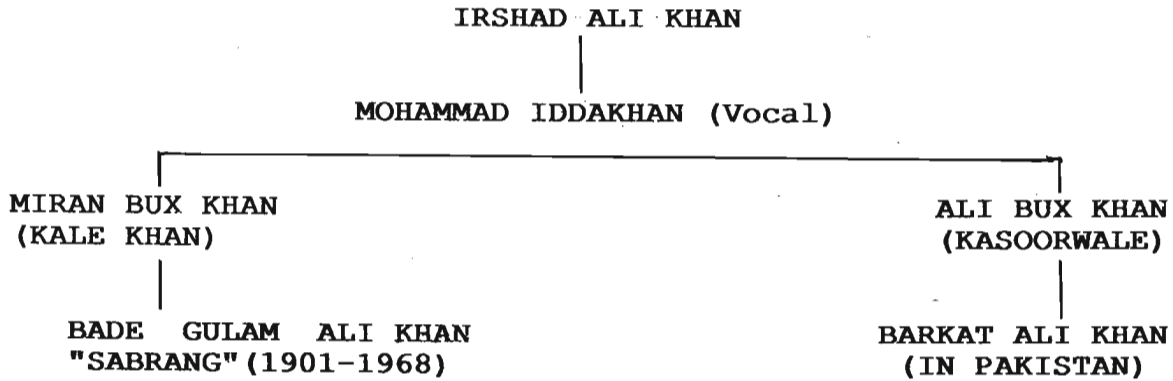 IRSHAD ALI KHAN
MOHAMMAD IDDAKHAN (Vocal)
MIRAN BUX KHAN
(KALE KHAN)
ALI BUX KHAN
(KASOORWALE)
BADE GULAM ALI KHAN
"SABRANG" (1901-1968)
BARKAT ALI KHAN
(IN PAKISTAN)